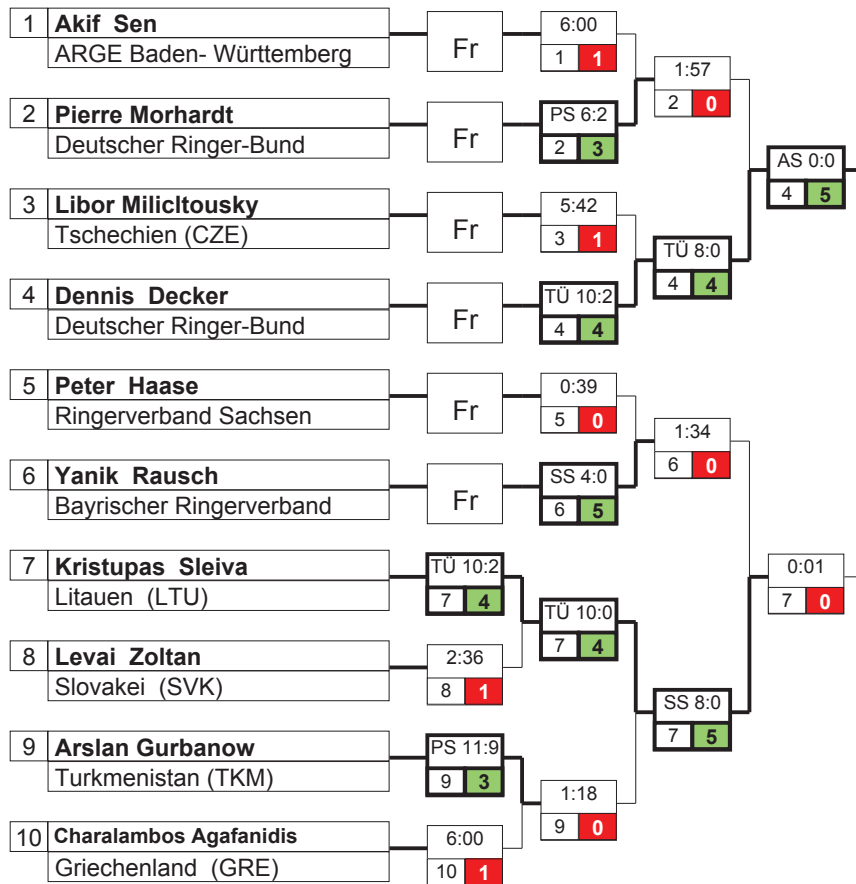 1 Akif Sen
ARGE Baden- Württemberg
Fr
6:00
1 1
1:57
2 0
2 Pierre Morhardt
Deutscher Ringer-Bund
Fr
PS 6:2
2 3
AS 0:0
4 5
3 Libor Milicltousky
Tschechien (CZE)
Fr
5:42
3 1
TÜ 8:0
4 4
4 Dennis Decker
Deutscher Ringer-Bund
Fr
TÜ 10:2
4 4
5 Peter Haase
Ringerverband Sachsen
Fr
0:39
5 0
1:34
6 0
6 Yanik Rausch
Bayrischer Ringerverband
Fr
SS 4:0
6 5
7 Kristupas Sleiva
Litauen (LTU)
TÜ 10:2
7 4
TÜ 10:0
7 4
0:01
7 0
8 Levai Zoltan
Slovakei (SVK)
2:36
8 1
SS 8:0
7 5
9 Arslan Gurbanow
Turkmenistan (TKM)
PS 11:9
9 3
1:18
9 0
10 Charalambos Agafanidis
Griechenland (GRE)
6:00
10 1